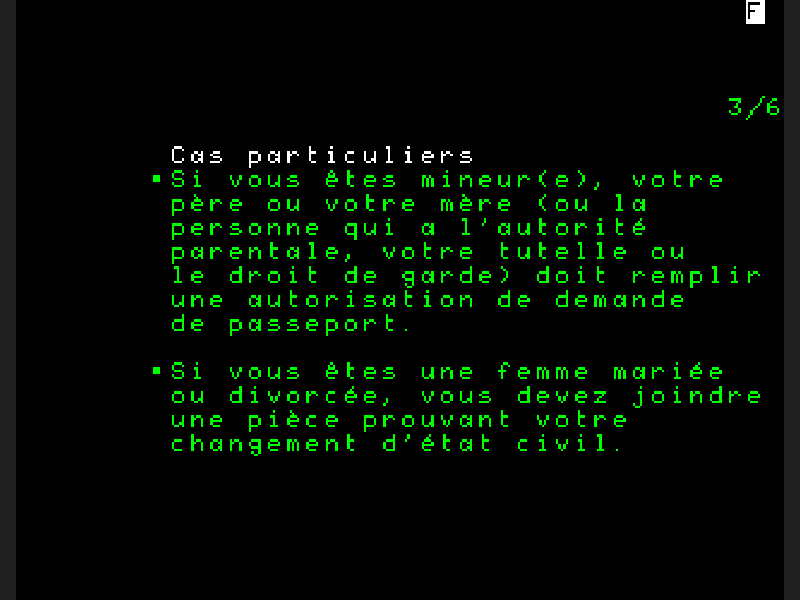 F
3/6
Cas particuliers
▪Si vous êtes mineur(e), votre
père ou votre mère (ou la
personne qui a l'autorité
parentale, votre tutelle ou
le droit de garde) doit remplir
une autorisation de demande
de passeport.
▪Si vous êtes une femme mariée
ou divorcée, vous devez joindre
une pièce prouvant votre
changement d'état civil.